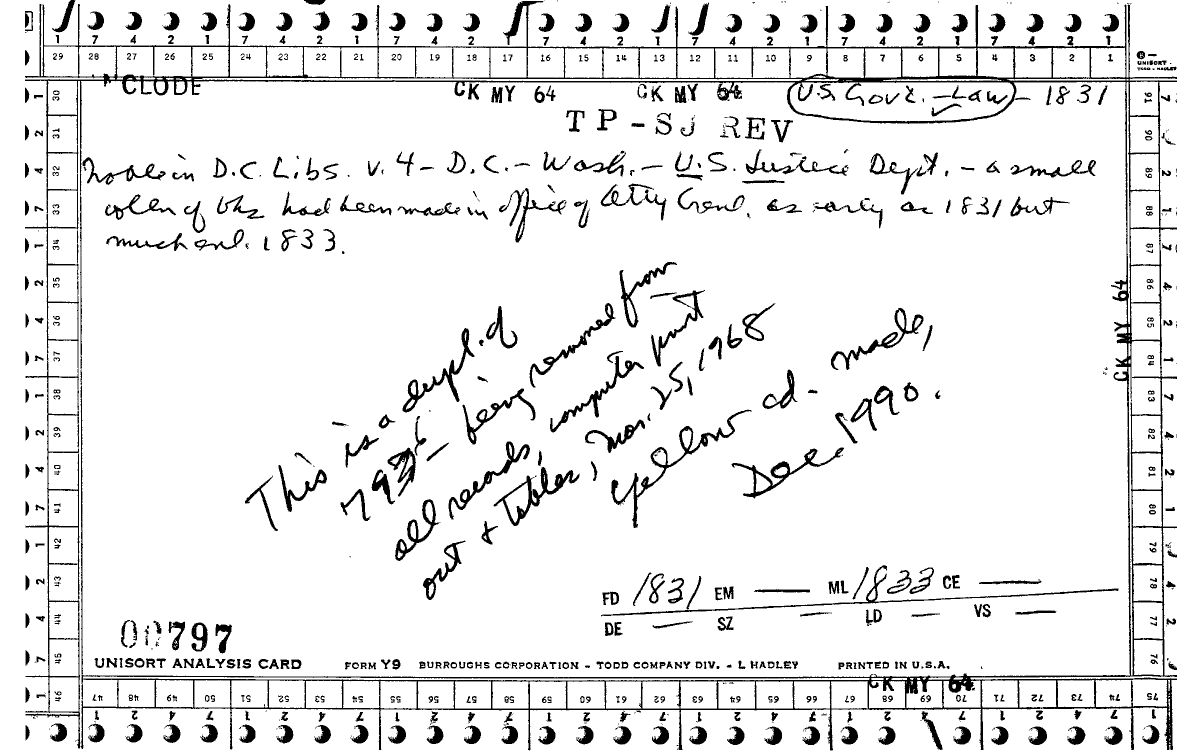 1 7 4 2 1 7 4 2 1 7 4 2 1 7 4 2 1 7 4 2 1 7 4 2 1 7 4 2 1
29 28 27 26 25 24 23 22 21 20 19 18 17 16 15 14 13 12 11 10 9 8 7 6 5 4 3 2 1
UNISORT
TODD - HADLEY
CLODE CK MY 64 CK MY 64 U.S. Gov't. - Law - 1831
TP-SJ REV
in D.C. Libs. v. 4 - D.C. - Wash. - U.S. Justice Dept. - a small
colln of bks had been made in office of Atty Genl. as early as 1831 but
much enl. 1833.
This is a dupl. of
793 - being removed from
all records, computer print
out & tables, Mar. 25, 1968
Yellow cd. made,
Dec. 1990.
CK MY 64
FD 1831 EM — ML 1833 CE —
DE — SZ — LD — VS —
00797
UNISORT ANALYSIS CARD FORM Y9 BURROUGHS CORPORATION - TODD COMPANY DIV. - L HADLEY PRINTED IN U.S.A.
CK MY 64
30 31 32 33 34 35 36 37 38 39 40 41 42 43 44 45 46
47 48 49 50 51 52 53 54 55 56 57 58 59 60 61 62 63 64 65 66 67 68 69 70 71 72 73 74 75
91 90 89 88 87 86 85 84 83 82 81 80 79 78 77 76